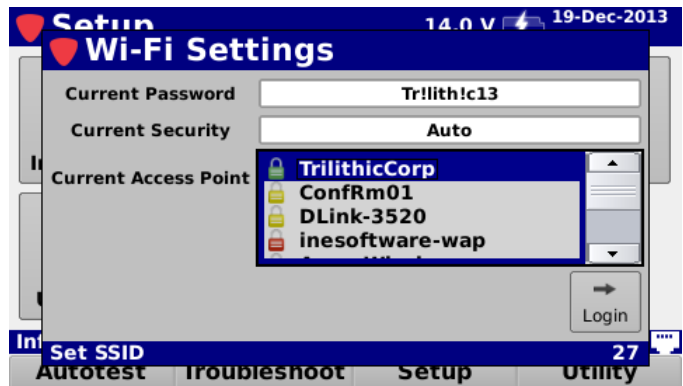 Setup 14.0 V 19-Dec-2013
Wi-Fi Settings
Current Password Tr!lith!c13
Current Security Auto
Current Access Point TrilithicCorp
ConfRm01
DLink-3520
inesoftware-wap
Login
Set SSID 27
Autotest Troubleshoot Setup Utility